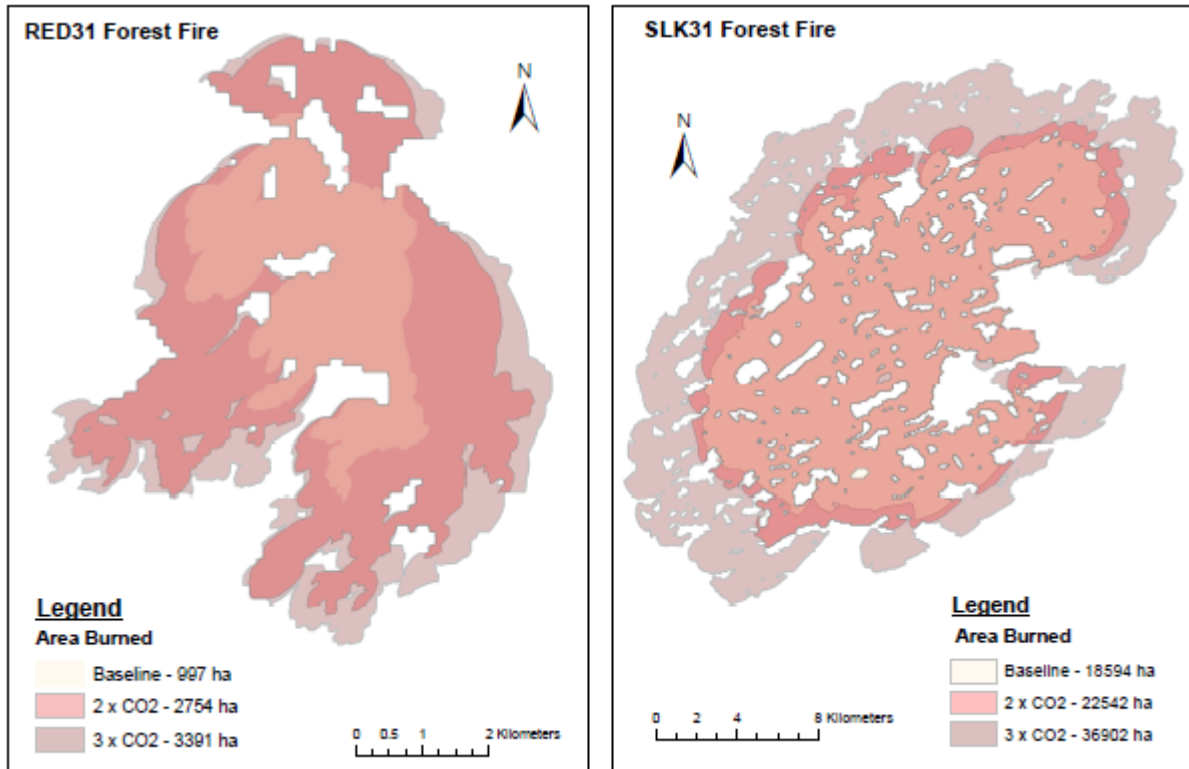 RED31 Forest Fire
N
Legend
Area Burned
Baseline - 997 ha
2 x CO2 - 2754 ha
3 x CO2 - 3391 ha
0 0.5 1 2 Kilometers
SLK31 Forest Fire
N
Legend
Area Burned
Baseline - 18594 ha
2 x CO2 - 22542 ha
3 x CO2 - 36902 ha
0 2 4 8 Kilometers